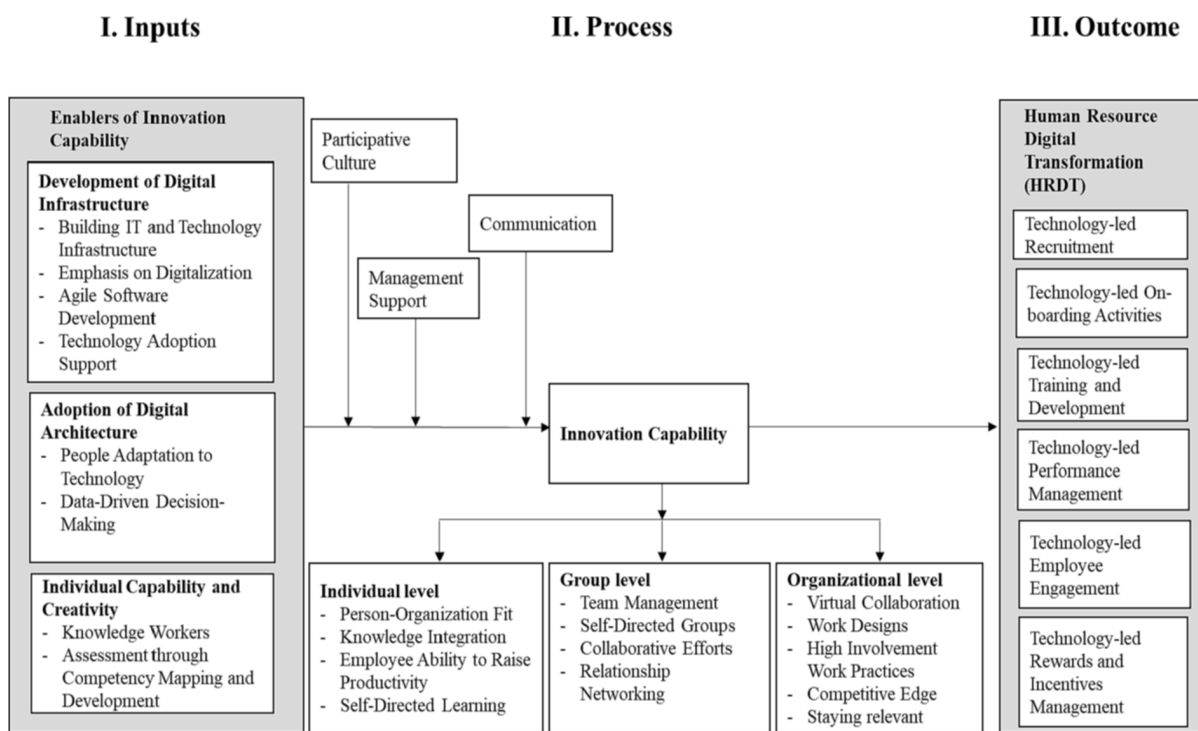 I. Inputs
II. Process
III. Outcome
Enablers of Innovation
Capability
Development of Digital
Infrastructure
- Building IT and Technology
Infrastructure
- Emphasis on Digitalization
- Agile Software
Development
- Technology Adoption
Support
Adoption of Digital
Architecture
- People Adaptation to
Technology
- Data-Driven Decision-
Making
Individual Capability and
Creativity
- Knowledge Workers
- Assessment through
Competency Mapping and
Development
Participative
Culture
Management
Support
Communication
Innovation Capability
Individual level
- Person-Organization Fit
- Knowledge Integration
- Employee Ability to Raise
Productivity
- Self-Directed Learning
Group level
- Team Management
- Self-Directed Groups
- Collaborative Efforts
- Relationship
Networking
Organizational level
- Virtual Collaboration
- Work Designs
- High Involvement
Work Practices
- Competitive Edge
- Staying relevant
Human Resource
Digital
Transformation
(HRDT)
Technology-led
Recruitment
Technology-led On-
boarding Activities
Technology-led
Training and
Development
Technology-led
Performance
Management
Technology-led
Employee
Engagement
Technology-led
Rewards and
Incentives
Management